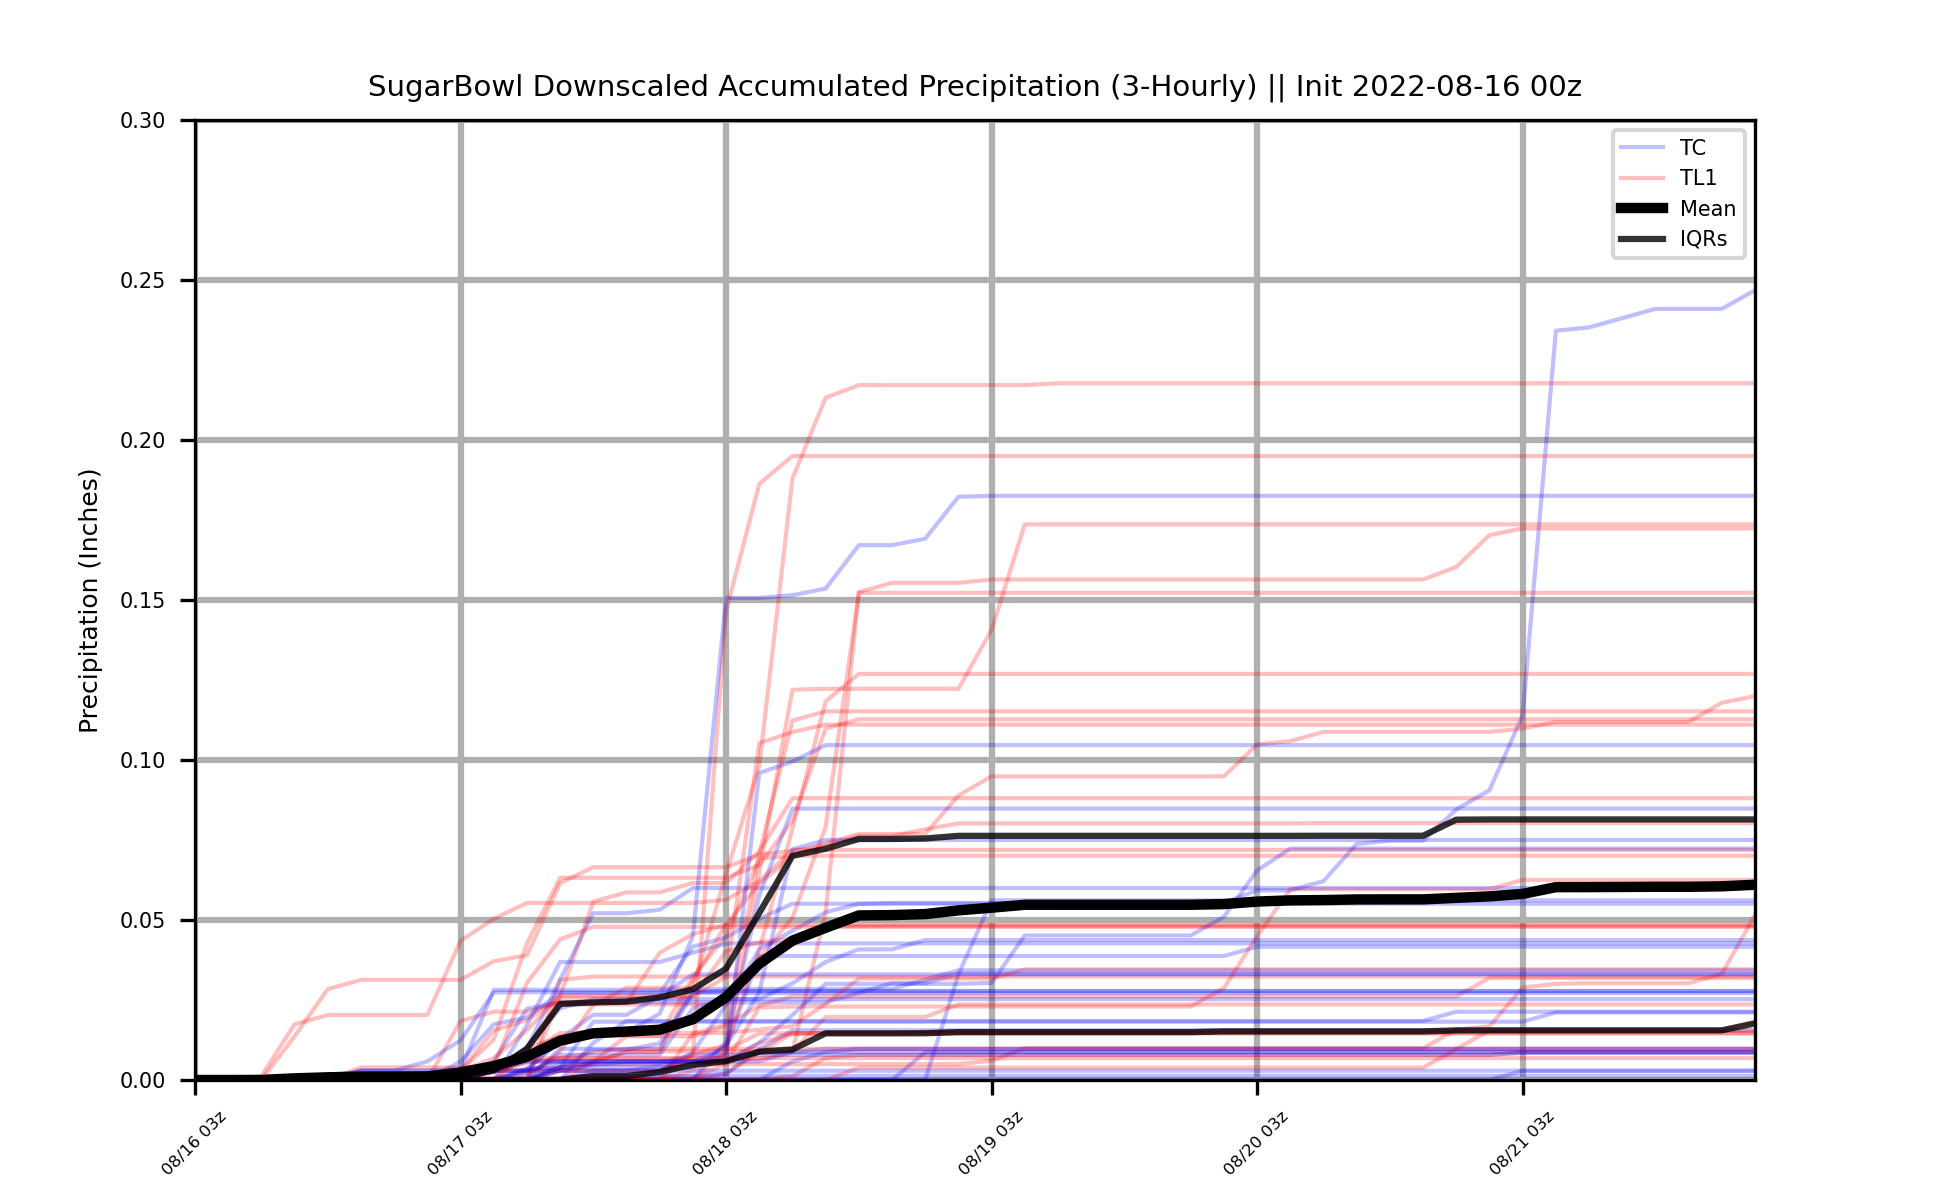 SugarBowl Downscaled Accumulated Precipitation (3-Hourly) || Init 2022-08-16 00z
Precipitation (Inches)
0.30
0.25
0.20
0.15
0.10
0.05
0.00
TC
TL1
Mean
IQRs
08/16 03z
08/17 03z
08/18 03z
08/19 03z
08/20 03z
08/21 03z